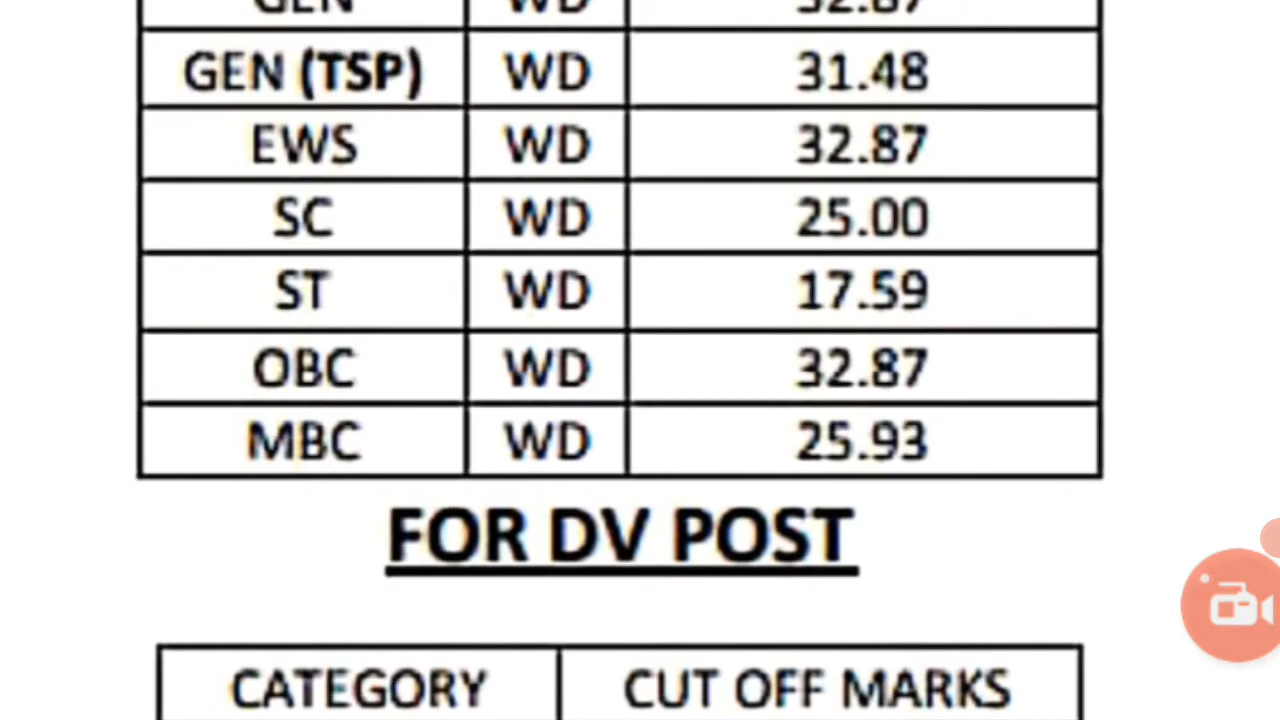 GEN WD 32.87
GEN (TSP) WD 31.48
EWS WD 32.87
SC WD 25.00
ST WD 17.59
OBC WD 32.87
MBC WD 25.93
FOR DV POST
CATEGORY CUT OFF MARKS